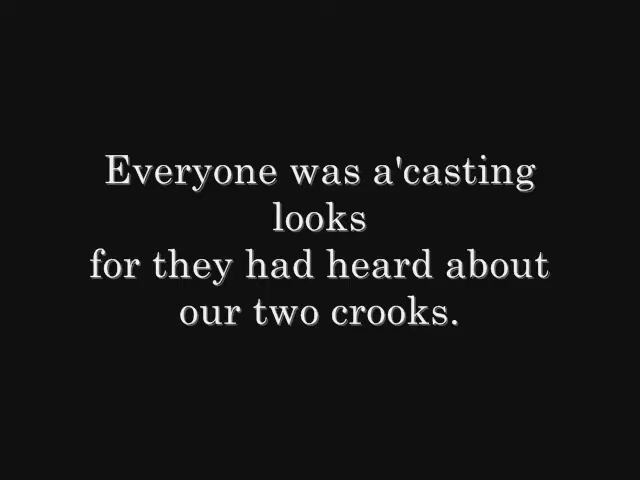 Everyone was a'casting
looks
for they had heard about
our two crooks.